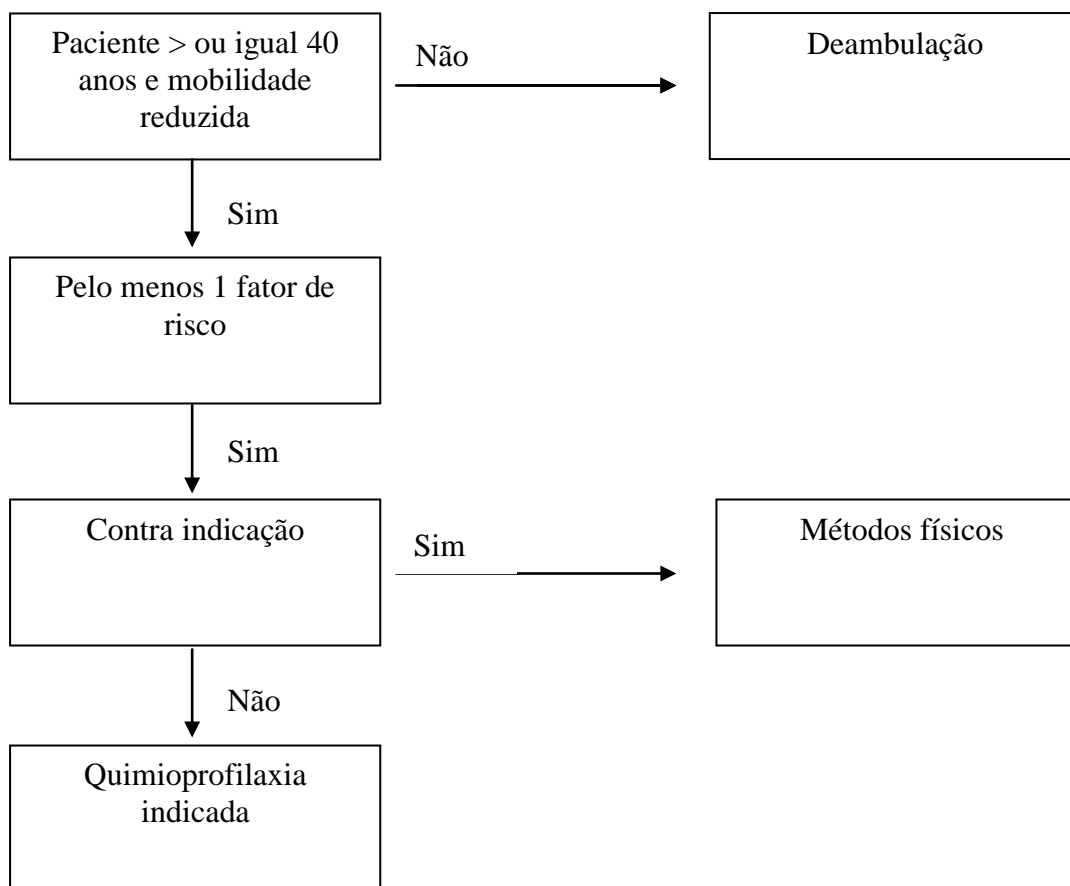 Paciente > ou igual 40
anos e mobilidade
reduzida
Não
Deambulação
Sim
Pelo menos 1 fator de
risco
Sim
Contra indicação
Sim
Métodos físicos
Não
Quimioprofilaxia
indicada